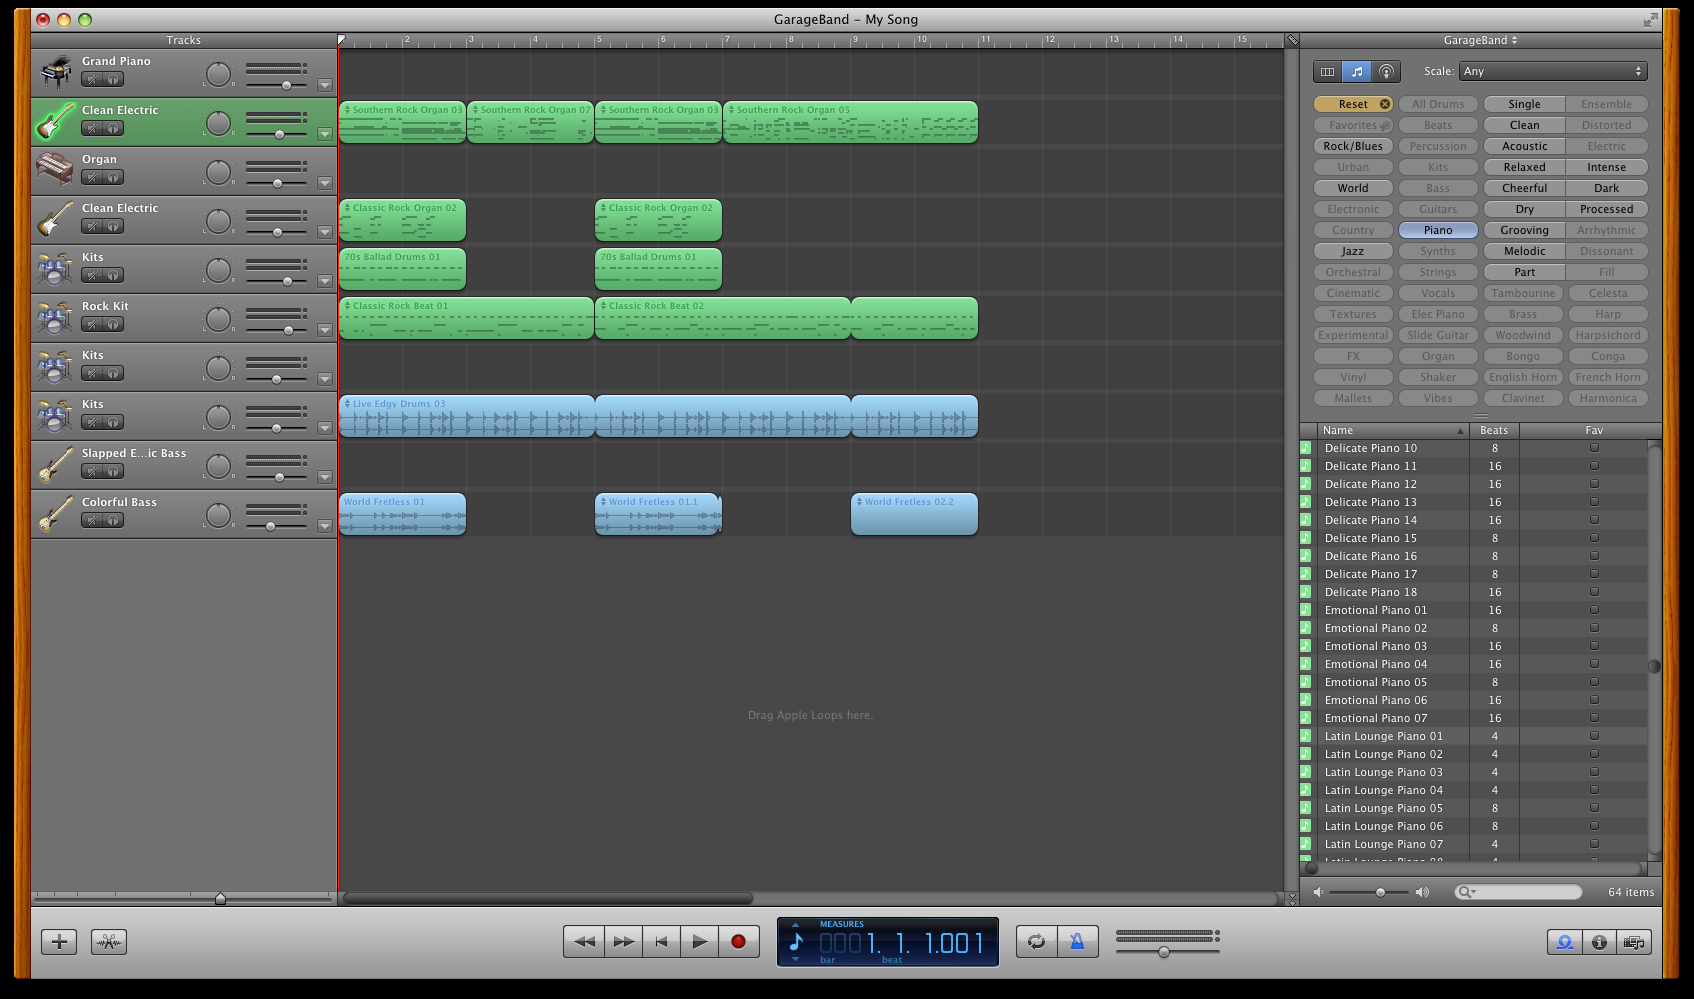 GarageBand – My Song
Tracks
2 3 4 5 6 7 8 9 10 11 12 13 14 15
GarageBand
Grand Piano
L R
Clean Electric
L R
Organ
L R
Clean Electric
L R
Kits
L R
Rock Kit
L R
Kits
L R
Kits
L R
Slapped E...ic Bass
L R
Colorful Bass
L R
Southern Rock Organ 03
Southern Rock Organ 07
Southern Rock Organ 03
Southern Rock Organ 05
Classic Rock Organ 02
Classic Rock Organ 02
70s Ballad Drums 01
70s Ballad Drums 01
Classic Rock Beat 01
Classic Rock Beat 02
Live Edgy Drums 03
World Fretless 01
World Fretless 01.1
World Fretless 02.2
Drag Apple Loops here.
Scale: Any
Reset All Drums Single Ensemble
Favorites Beats Clean Distorted
Rock/Blues Percussion Acoustic Electric
Urban Kits Relaxed Intense
World Bass Cheerful Dark
Electronic Guitars Dry Processed
Country Piano Grooving Arrhythmic
Jazz Synths Melodic Dissonant
Orchestral Strings Part Fill
Cinematic Vocals Tambourine Celesta
Textures Elec Piano Brass Harp
Experimental Slide Guitar Woodwind Harpsichord
FX Organ Bongo Conga
Vinyl Shaker English Horn French Horn
Mallets Vibes Clavinet Harmonica
Name Beats Fav
Delicate Piano 10 8
Delicate Piano 11 16
Delicate Piano 12 16
Delicate Piano 13 16
Delicate Piano 14 16
Delicate Piano 15 8
Delicate Piano 16 8
Delicate Piano 17 8
Delicate Piano 18 16
Emotional Piano 01 16
Emotional Piano 02 8
Emotional Piano 03 16
Emotional Piano 04 16
Emotional Piano 05 8
Emotional Piano 06 16
Emotional Piano 07 16
Latin Lounge Piano 01 4
Latin Lounge Piano 02 4
Latin Lounge Piano 03 4
Latin Lounge Piano 04 4
Latin Lounge Piano 05 8
Latin Lounge Piano 06 8
Latin Lounge Piano 07 4
Latin Lounge Piano 08 4
64 items
MEASURES
0001. 1. 1.001
bar beat